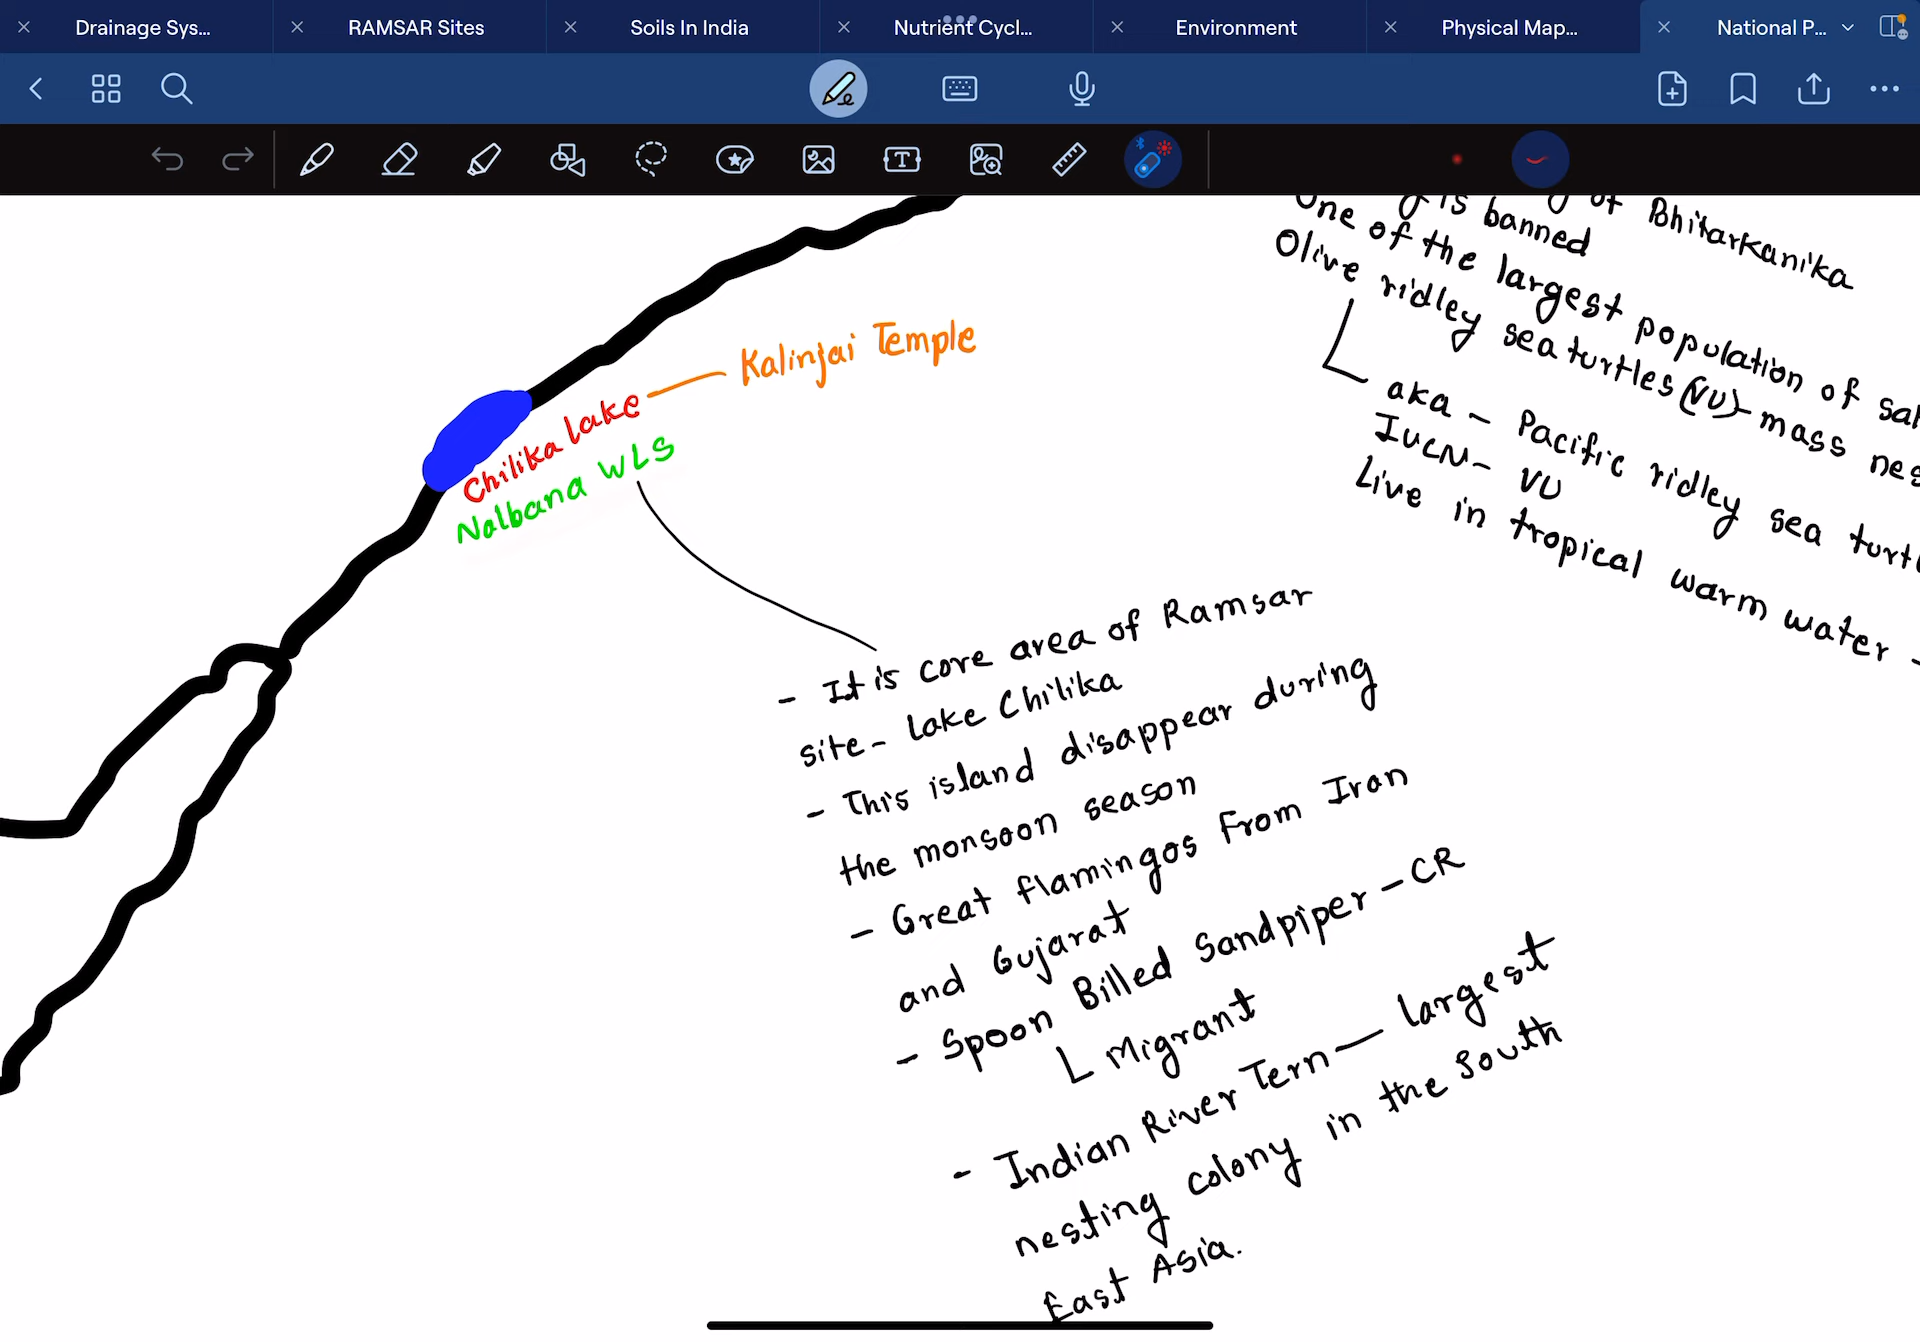 Drainage Sys...
RAMSAR Sites
Soils In India
Nutrient Cycl...
Environment
Physical Map...
National P...
of Bhitarkanika
is banned
One of the largest population of sal
Olive ridley sea turtles (VU) - mass nes
aka - Pacific ridley sea turtl
IUCN - VU
Live in tropical warm water -
Kalinjai Temple
Chilika lake
Nalbana WLS
- It is core area of Ramsar
site - lake Chilika
- This island disappear during
the monsoon season
- Great flamingos from Iran
and Gujarat
- Spoon Billed Sandpiper - CR
Migrant
- Indian River Tern — largest
nesting colony in the South
East Asia.